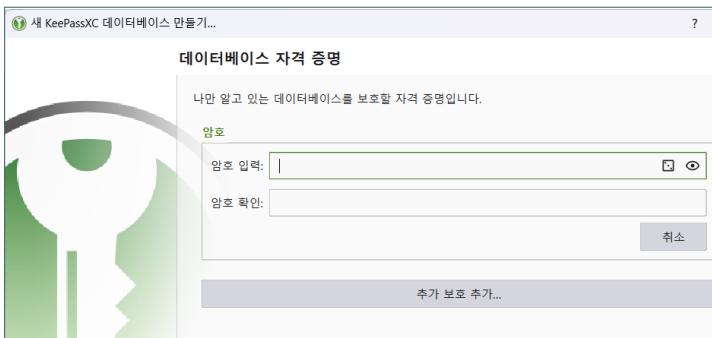 새 KeePassXC 데이터베이스 만들기...
?
데이터베이스 자격 증명
나만 알고 있는 데이터베이스를 보호할 자격 증명입니다.
암호
암호 입력:
암호 확인:
취소
추가 보호 추가...